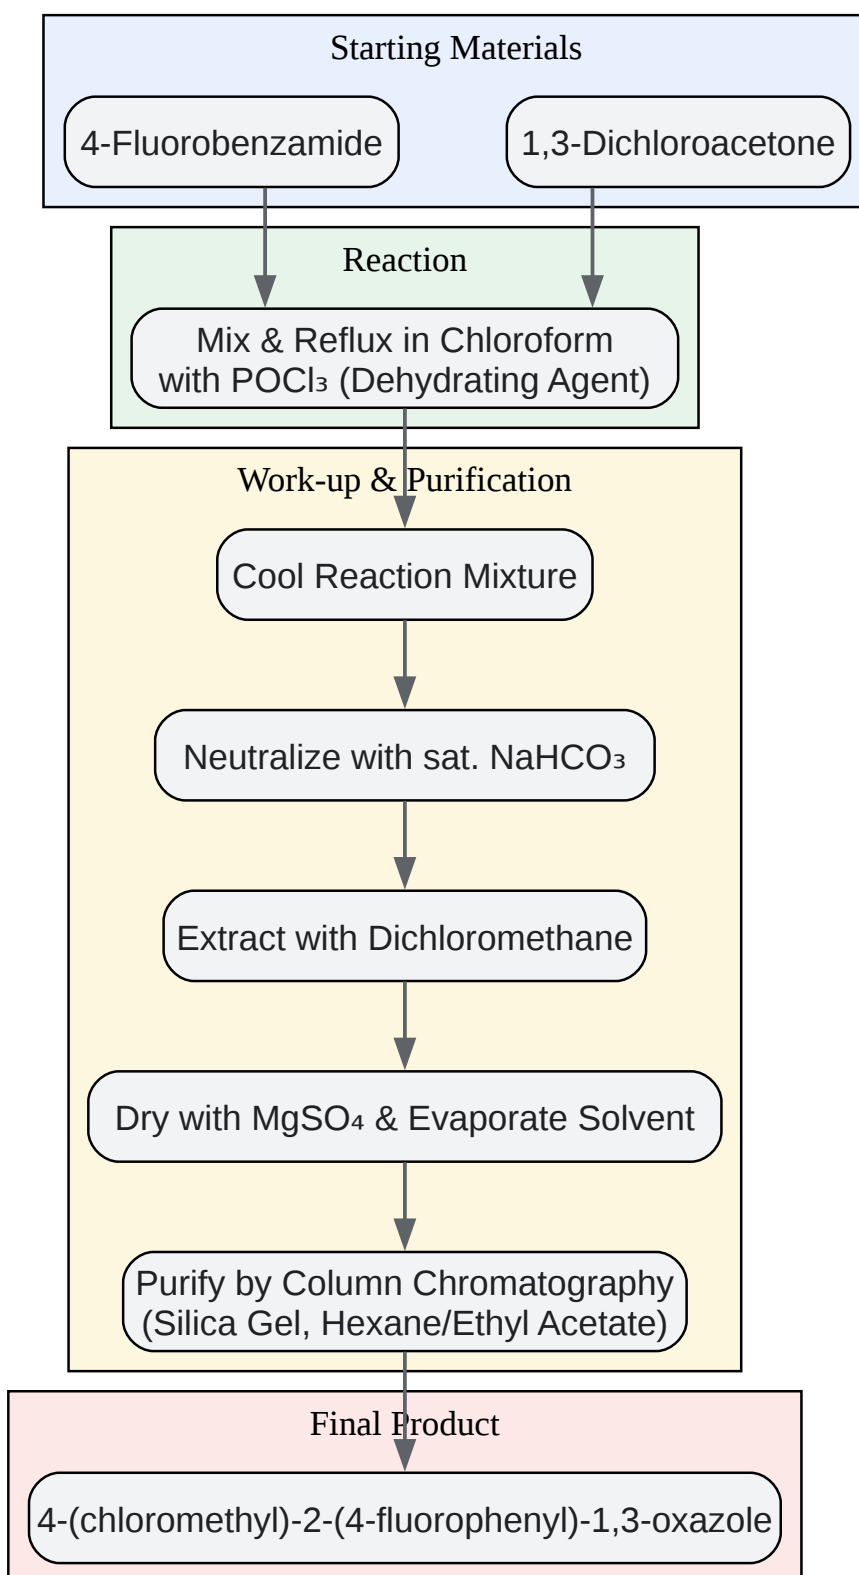 Starting Materials
4-Fluorobenzamide
1,3-Dichloroacetone
Reaction
Mix & Reflux in Chloroform
with POCl₃ (Dehydrating Agent)
Work-up & Purification
Cool Reaction Mixture
Neutralize with sat. NaHCO₃
Extract with Dichloromethane
Dry with MgSO₄ & Evaporate Solvent
Purify by Column Chromatography
(Silica Gel, Hexane/Ethyl Acetate)
Final Product
4-(chloromethyl)-2-(4-fluorophenyl)-1,3-oxazole